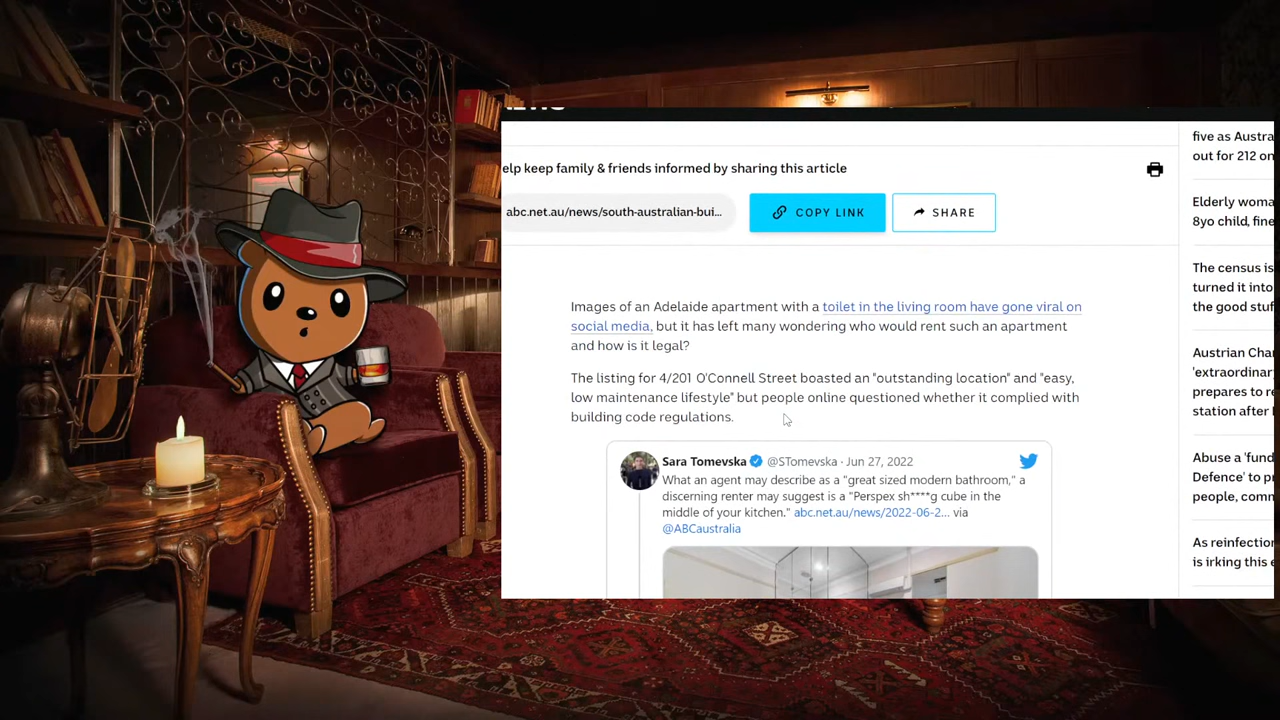 elp keep family & friends informed by sharing this article
abc.net.au/news/south-australian-bui...
COPY LINK
SHARE
Images of an Adelaide apartment with a toilet in the living room have gone viral on
social media, but it has left many wondering who would rent such an apartment
and how is it legal?
The listing for 4/201 O'Connell Street boasted an "outstanding location" and "easy,
low maintenance lifestyle" but people online questioned whether it complied with
building code regulations.
Sara Tomevska @STomevska · Jun 27, 2022
What an agent may describe as a "great sized modern bathroom," a
discerning renter may suggest is a "Perspex sh****g cube in the
middle of your kitchen." abc.net.au/news/2022-06-2... via
@ABCaustralia
five as Austra
out for 212 on
Elderly woma
8yo child, fine
The census is
turned it into
the good stuf
Austrian Chan
'extraordinar
prepares to re
station after
Abuse a 'fund
Defence' to pr
people, comm
As reinfection
is irking this e